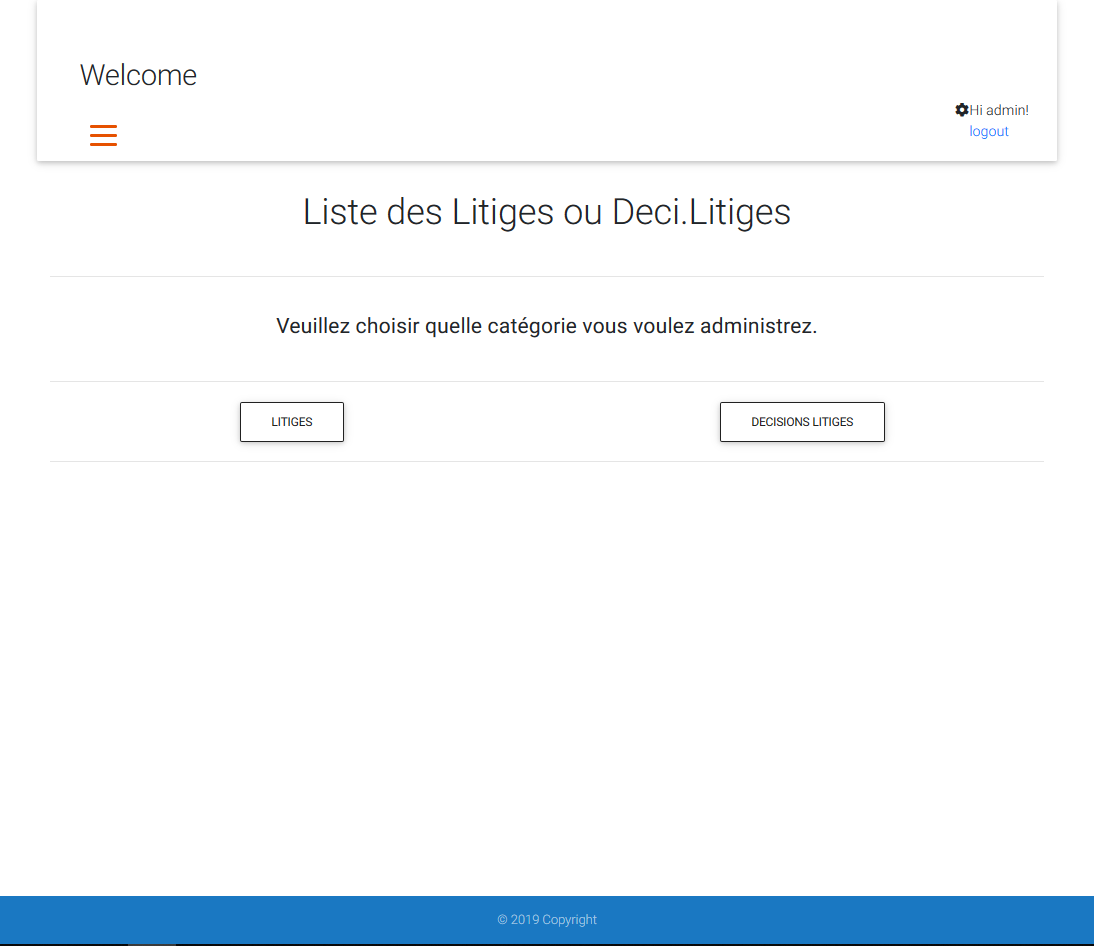 Welcome
Hi admin!
logout
Liste des Litiges ou Deci.Litiges
Veuillez choisir quelle catégorie vous voulez administrez.
LITIGES
DECISIONS LITIGES
© 2019 Copyright